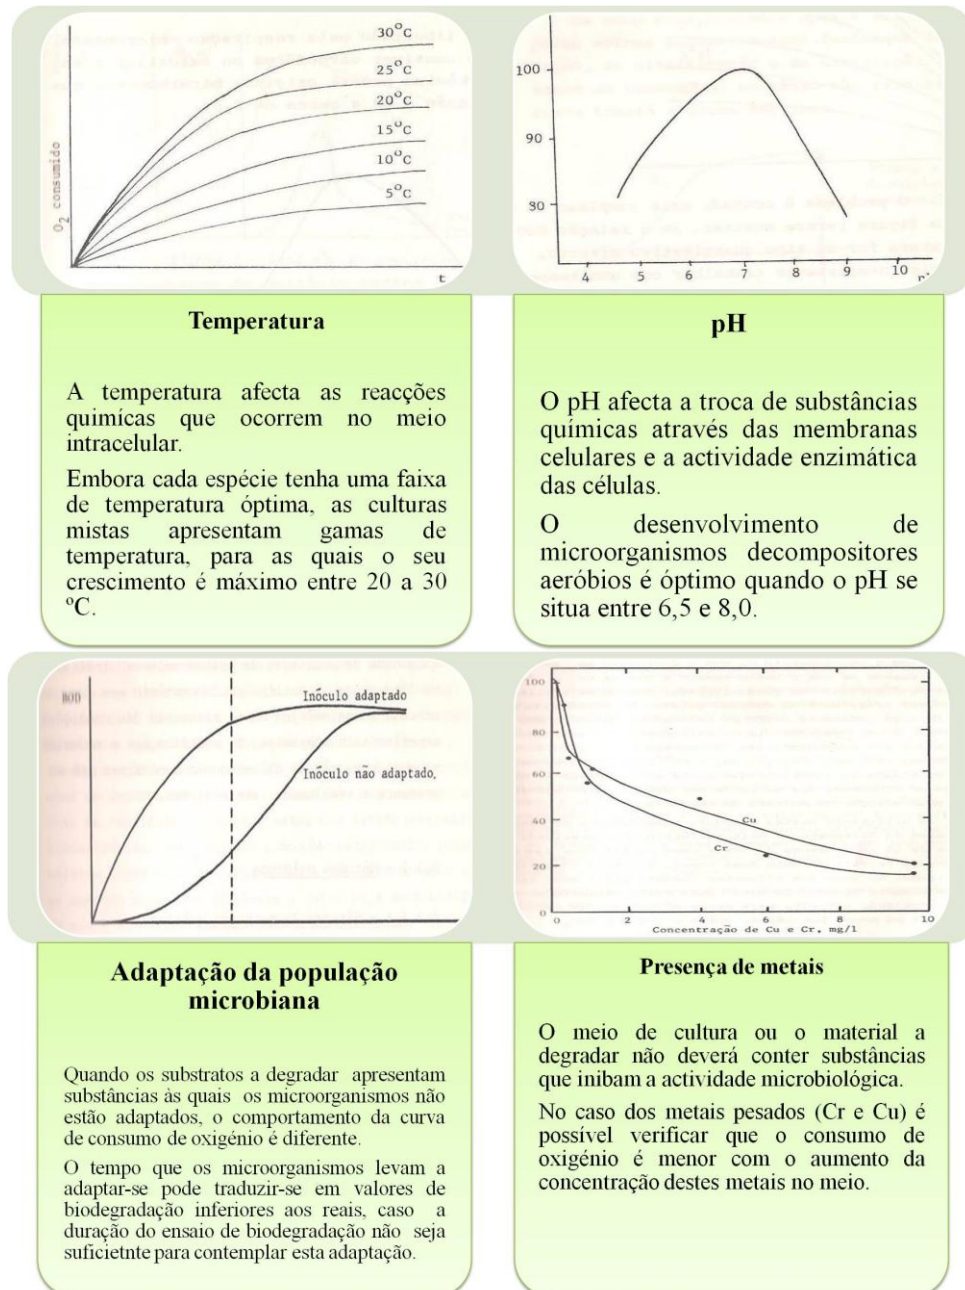 30°C
25°C
20°C
15°C
10°C
5°C
O2 consumido
t
100
90
80
4 5 6 7 8 9 10
Temperatura
A temperatura afecta as reacções
quimícas que ocorrem no meio
intracelular.
Embora cada espécie tenha uma faixa
de temperatura óptima, as culturas
mistas apresentam gamas de
temperatura, para as quais o seu
crescimento é máximo entre 20 a 30
ºC.
pH
O pH afecta a troca de substâncias
químicas através das membranas
celulares e a actividade enzimática
das células.
O desenvolvimento de
microorganismos decompositores
aeróbios é óptimo quando o pH se
situa entre 6,5 e 8,0.
BOD
Inóculo adaptado
Inóculo não adaptado,
100
80
60
40
20
0
0 2 4 6 8 10
Cu
Cr
Concentração de Cu e Cr, mg/l
Adaptação da população
microbiana
Quando os substratos a degradar apresentam
substâncias às quais os microorganismos não
estão adaptados, o comportamento da curva
de consumo de oxigénio é diferente.
O tempo que os microorganismos levam a
adaptar-se pode traduzir-se em valores de
biodegradação inferiores aos reais, caso a
duração do ensaio de biodegradação não seja
suficietnte para contemplar esta adaptação.
Presença de metais
O meio de cultura ou o material a
degradar não deverá conter substâncias
que inibam a actividade microbiológica.
No caso dos metais pesados (Cr e Cu) é
possível verificar que o consumo de
oxigénio é menor com o aumento da
concentração destes metais no meio.